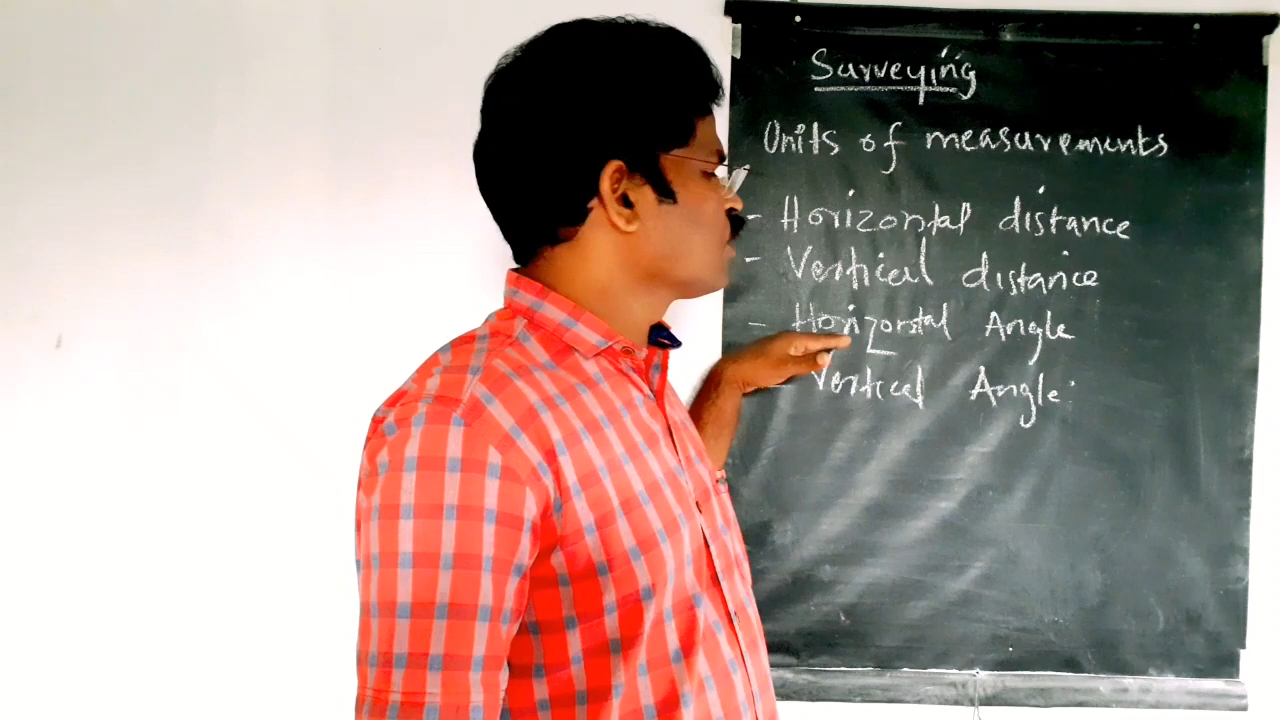 Surveying
Units of measurements
- Horizontal distance
- Vertical distance
- Horizontal Angle
- Vertical Angle